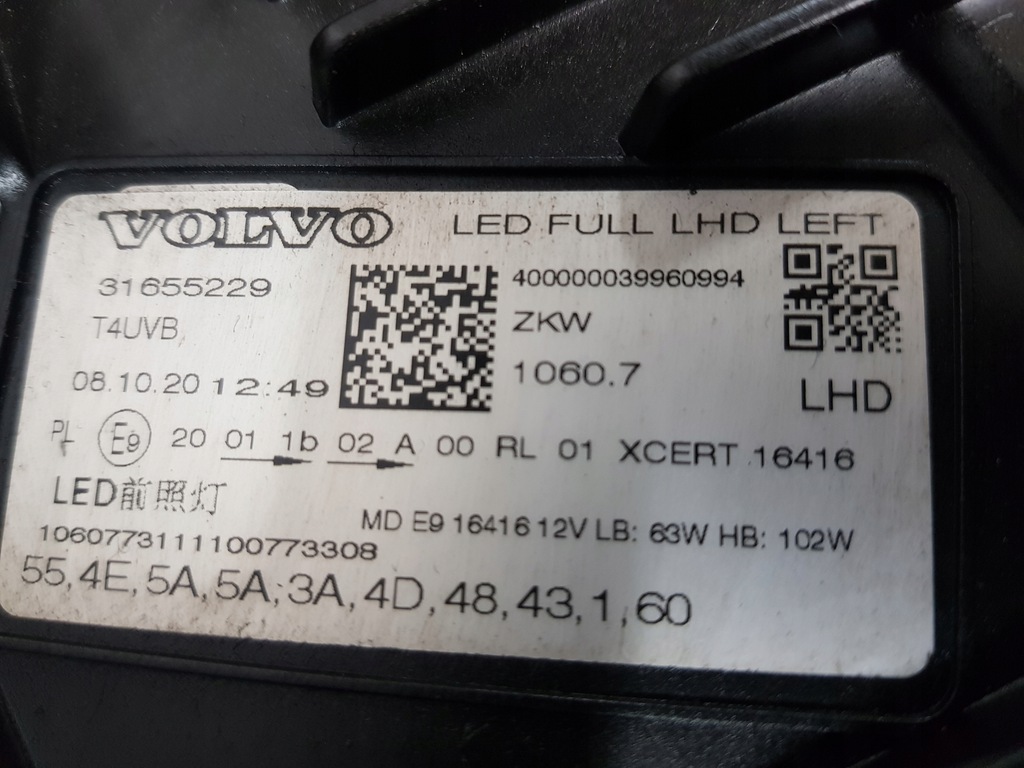 VOLVO LED FULL LHD LEFT
31655229 400000039960994
T4UVB ZKW
08.10.20 12:49 1060.7 LHD
PL E9 20 01 1b 02 A 00 RL 01 XCERT 16416
LED前照灯
MD E9 16416 12V LB: 63W HB: 102W
1060773111100773308
55,4E,5A,5A,3A,4D,48,43,1,60